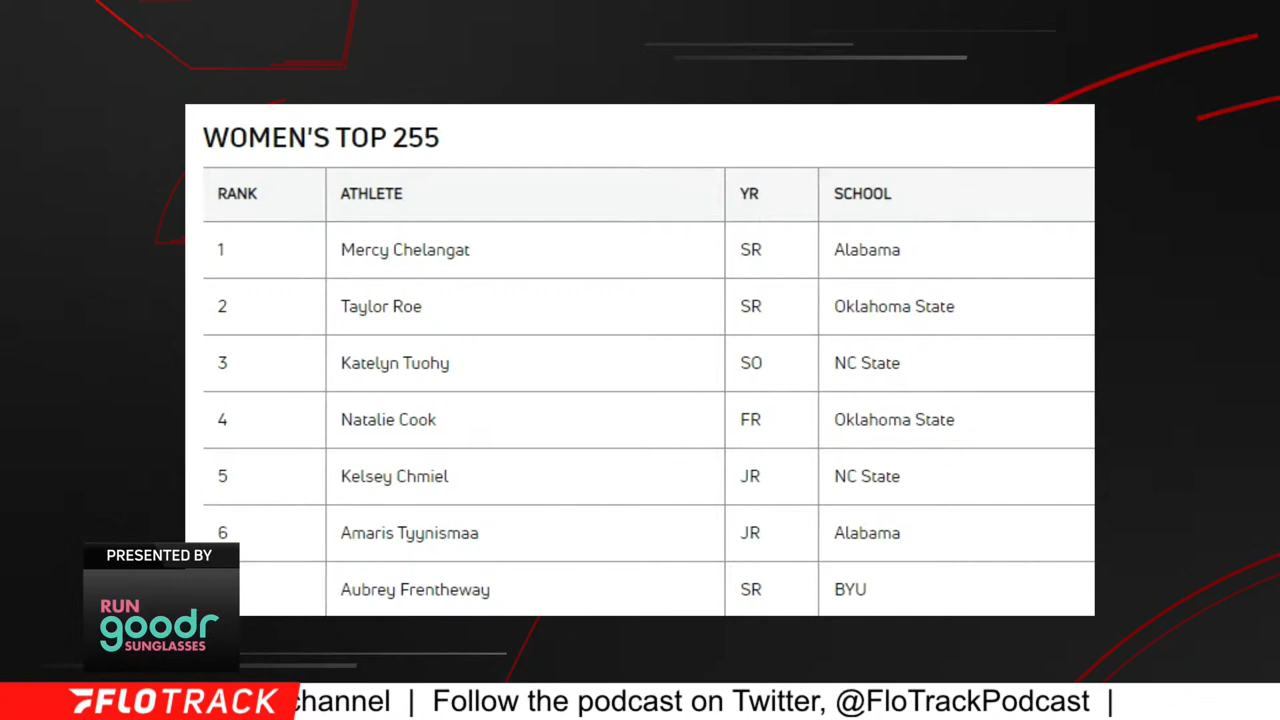 WOMEN'S TOP 255
RANK ATHLETE YR SCHOOL
1 Mercy Chelangat SR Alabama
2 Taylor Roe SR Oklahoma State
3 Katelyn Tuohy SO NC State
4 Natalie Cook FR Oklahoma State
5 Kelsey Chmiel JR NC State
6 Amaris Tyynismaa JR Alabama
Aubrey Frentheway SR BYU
PRESENTED BY
RUN
goodr
SUNGLASSES
FLOTRACK channel | Follow the podcast on Twitter, @FloTrackPodcast |